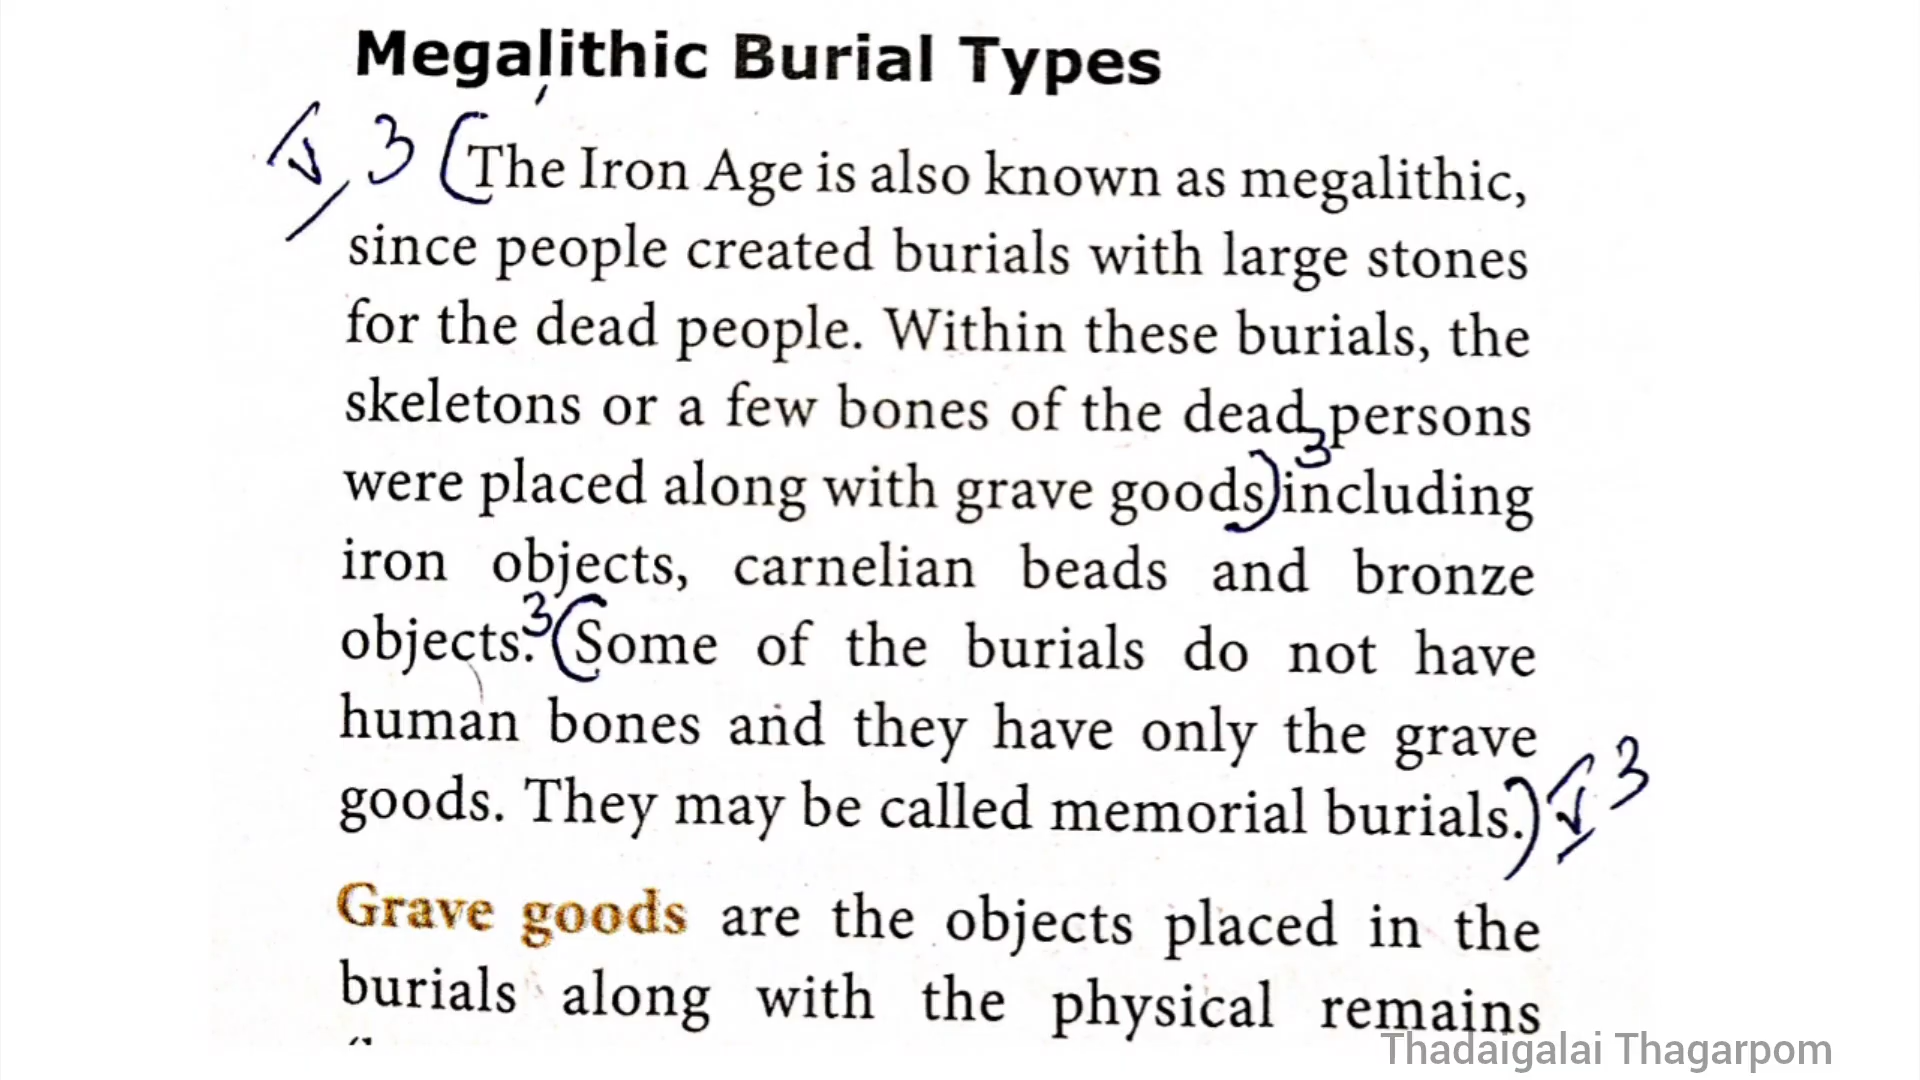 Megalithic Burial Types
3 (The Iron Age is also known as megalithic,
since people created burials with large stones
for the dead people. Within these burials, the
skeletons or a few bones of the dead persons
were placed along with grave goods)3 including
iron objects, carnelian beads and bronze
objects.3(Some of the burials do not have
human bones and they have only the grave
goods. They may be called memorial burials.) 3
Grave goods are the objects placed in the
burials along with the physical remains
Thadaigalai Thagarpom